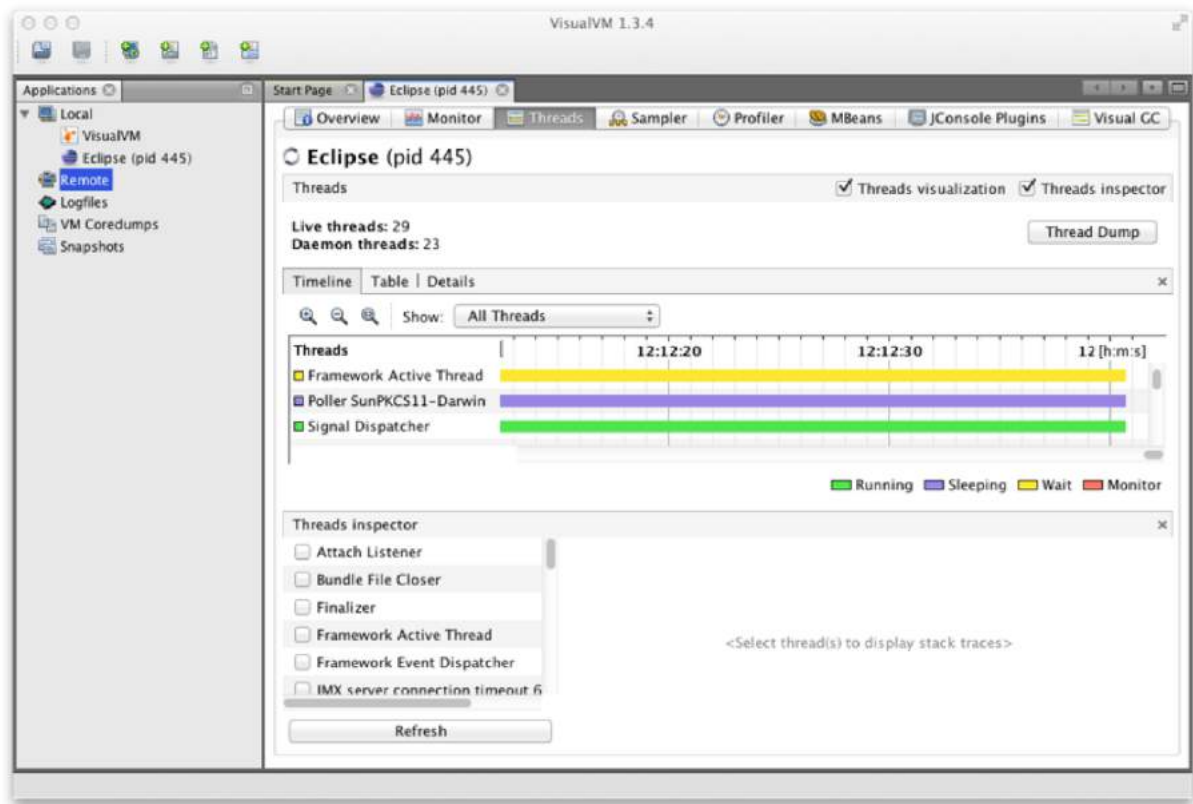 VisualVM 1.3.4
Applications
Start Page
Eclipse (pid 445)
Local
VisualVM
Eclipse (pid 445)
Remote
Logfiles
VM Coredumps
Snapshots
Overview Monitor Threads Sampler Profiler MBeans JConsole Plugins Visual GC
Eclipse (pid 445)
Threads Threads visualization Threads inspector
Live threads: 29
Daemon threads: 23
Thread Dump
Timeline Table Details
Show: All Threads
Threads 12:12:20 12:12:30 12 [h:m:s]
Framework Active Thread
Poller SunPKCS11-Darwin
Signal Dispatcher
Running Sleeping Wait Monitor
Threads inspector
Attach Listener
Bundle File Closer
Finalizer
Framework Active Thread
Framework Event Dispatcher
JMX server connection timeout 6
<Select thread(s) to display stack traces>
Refresh